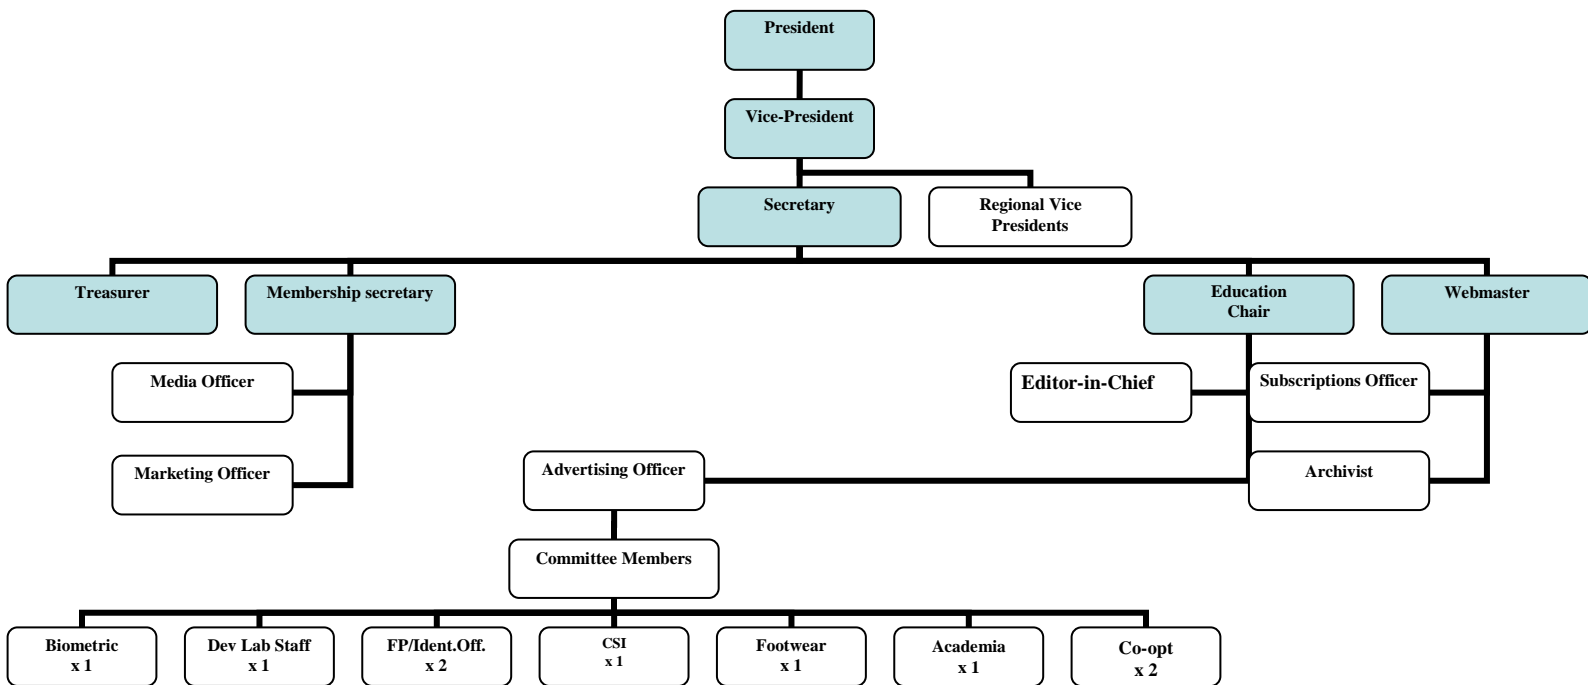 President
Vice-President
Secretary
Regional Vice
Presidents
Treasurer
Membership secretary
Education
Chair
Webmaster
Media Officer
Editor-in-Chief
Subscriptions Officer
Marketing Officer
Advertising Officer
Archivist
Committee Members
Biometric
x 1
Dev Lab Staff
x 1
FP/Ident.Off.
x 2
CSI
x 1
Footwear
x 1
Academia
x 1
Co-opt
x 2